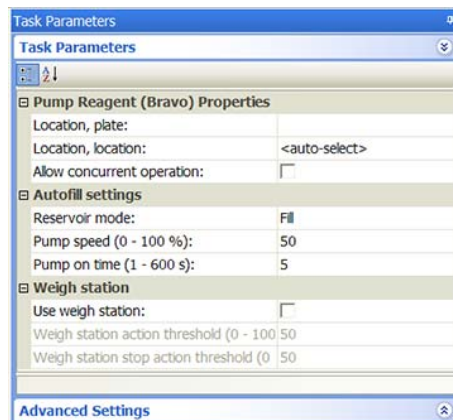 Task Parameters
Task Parameters
Pump Reagent (Bravo) Properties
Location, plate:
Location, location: <auto-select>
Allow concurrent operation:
Autofill settings
Reservoir mode: Fill
Pump speed (0 - 100 %): 50
Pump on time (1 - 600 s): 5
Weigh station
Use weigh station:
Weigh station action threshold (0 - 100 50
Weigh station stop action threshold (0 50
Advanced Settings